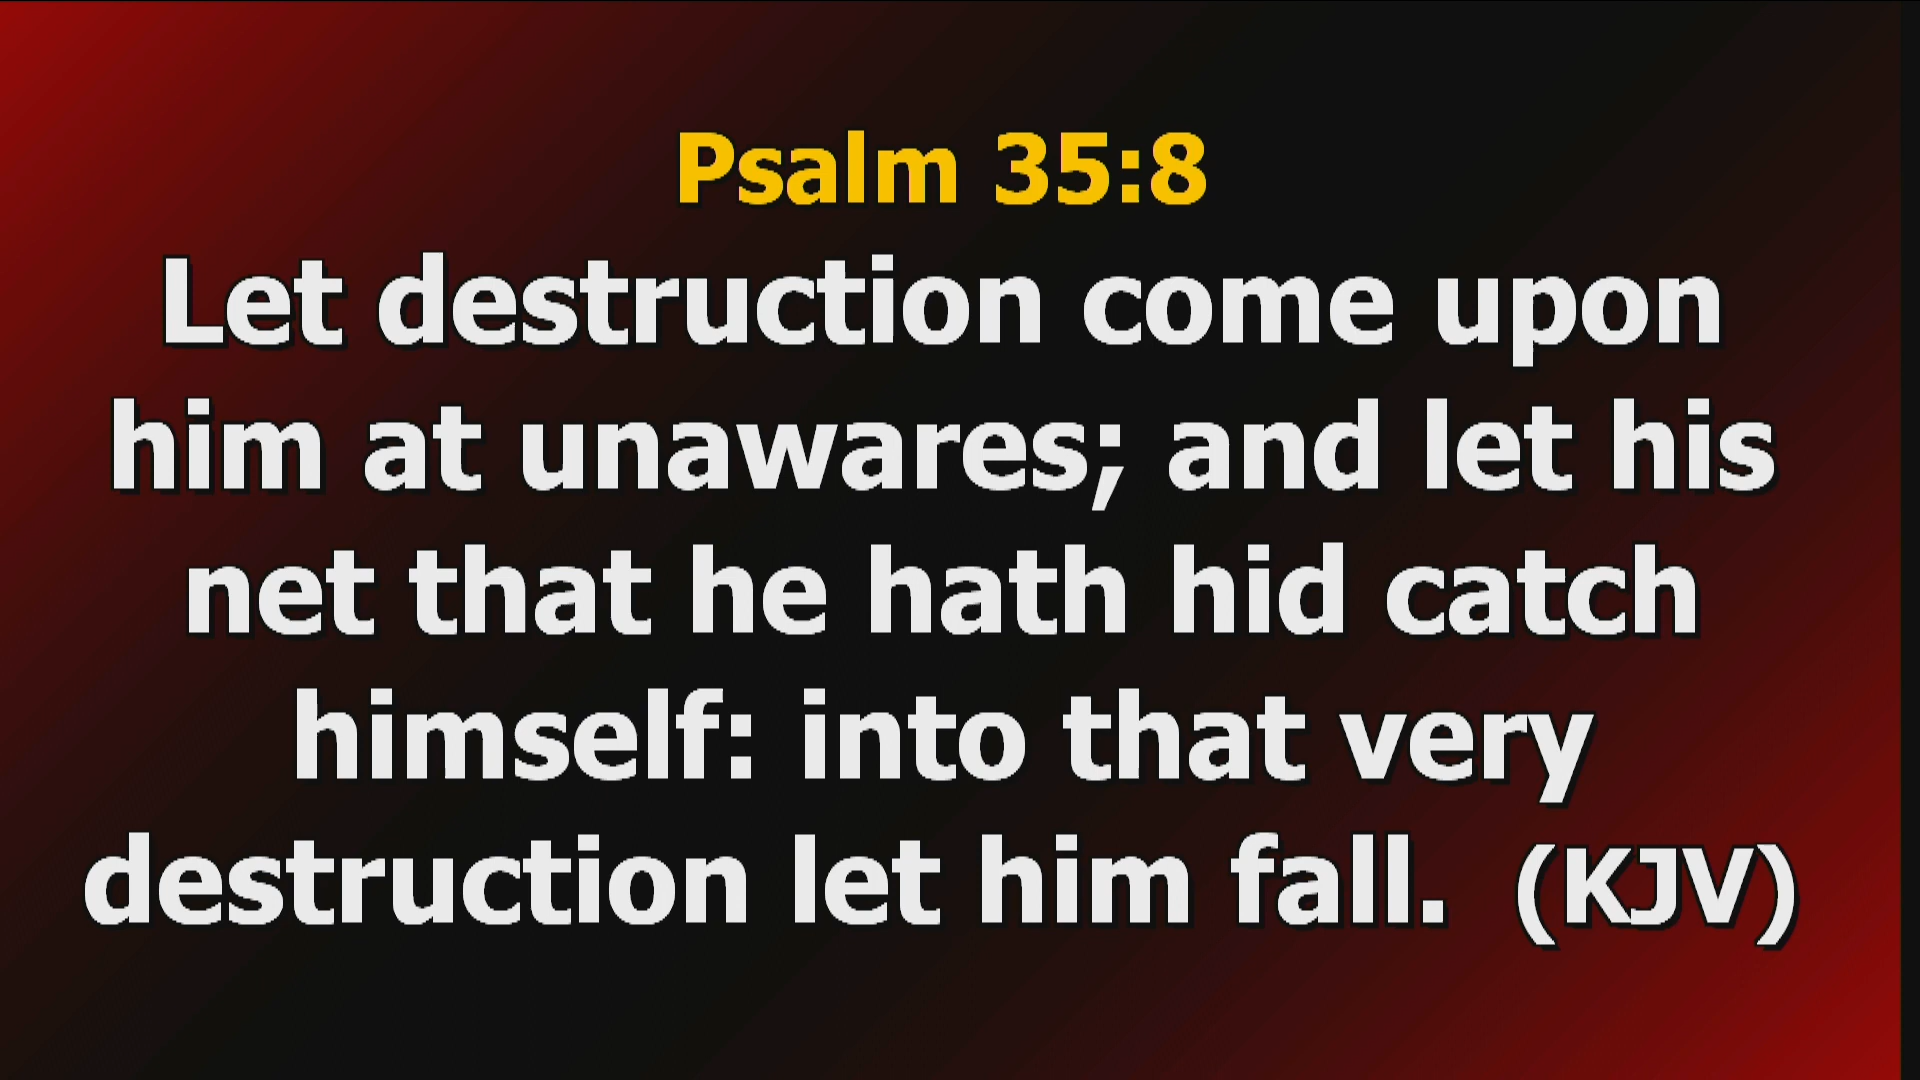 Psalm 35:8
Let destruction come upon
him at unawares; and let his
net that he hath hid catch
himself: into that very
destruction let him fall. (KJV)